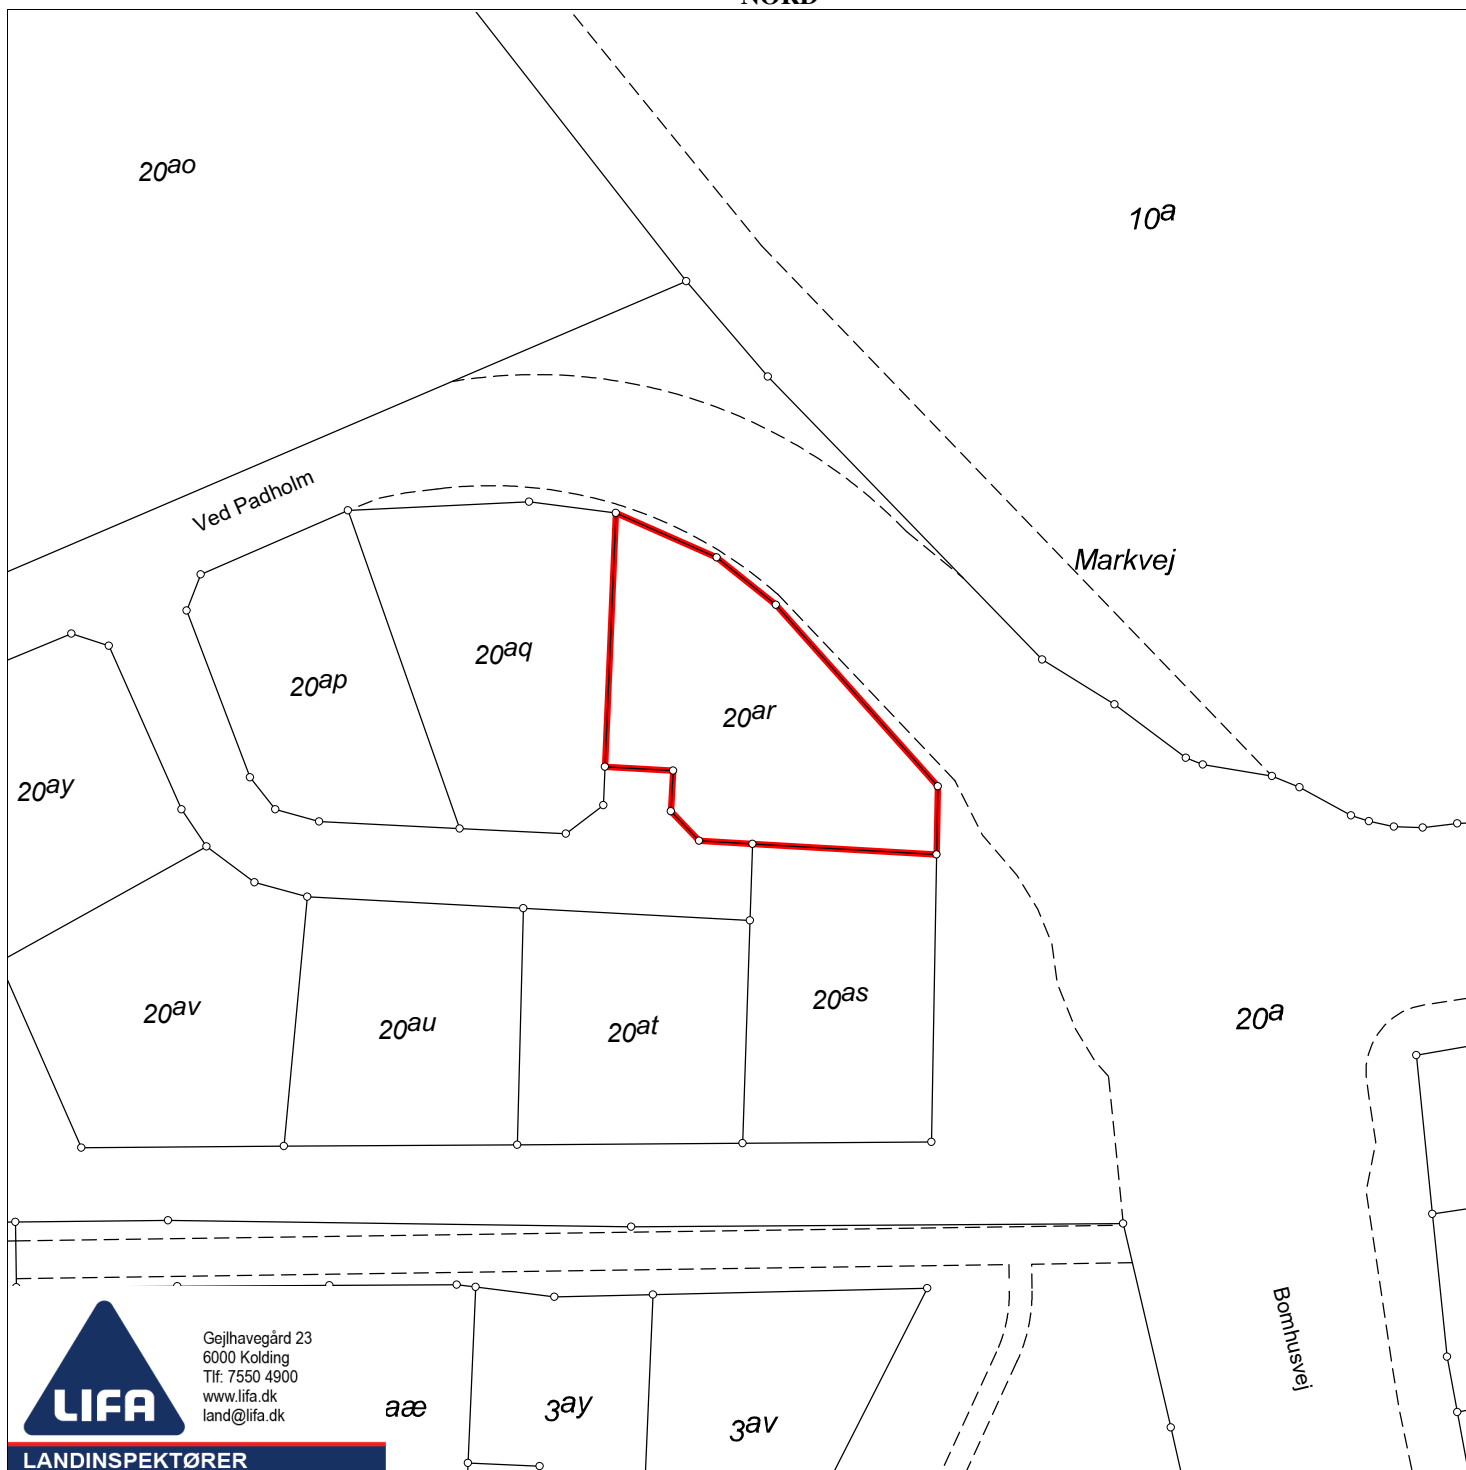 NORD
20ao
10a
Ved Padholm
Markvej
20aq
20ap
20ar
20ay
20as
20av
20au
20at
20a
Bomhusvej
Gejlhavegård 23
6000 Kolding
Tlf: 7550 4900
www.lifa.dk
land@lifa.dk
LIFA
LANDINSPEKTØRER
aæ
3ay
3av